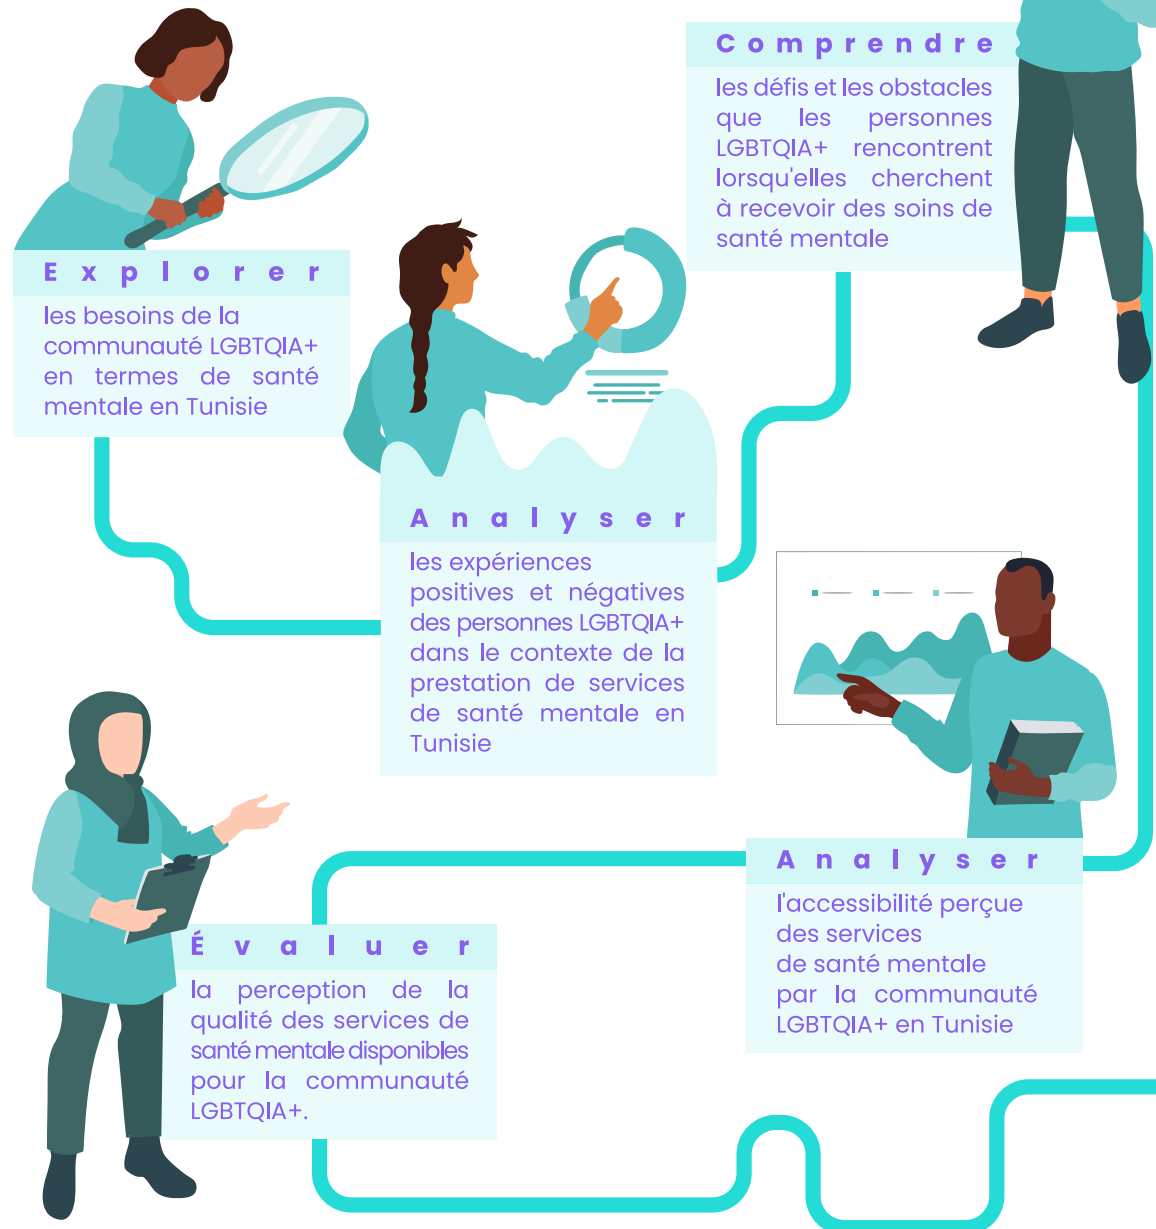 Explorer
les besoins de la
communauté LGBTQIA+
en termes de santé
mentale en Tunisie
Analyser
les expériences
positives et négatives
des personnes LGBTQIA+
dans le contexte de la
prestation de services
de santé mentale en
Tunisie
Comprendre
les défis et les obstacles
que les personnes
LGBTQIA+ rencontrent
lorsqu'elles cherchent
à recevoir des soins de
santé mentale
Analyser
l'accessibilité perçue
des services
de santé mentale
par la communauté
LGBTQIA+ en Tunisie
Évaluer
la perception de la
qualité des services de
santé mentale disponibles
pour la communauté
LGBTQIA+.